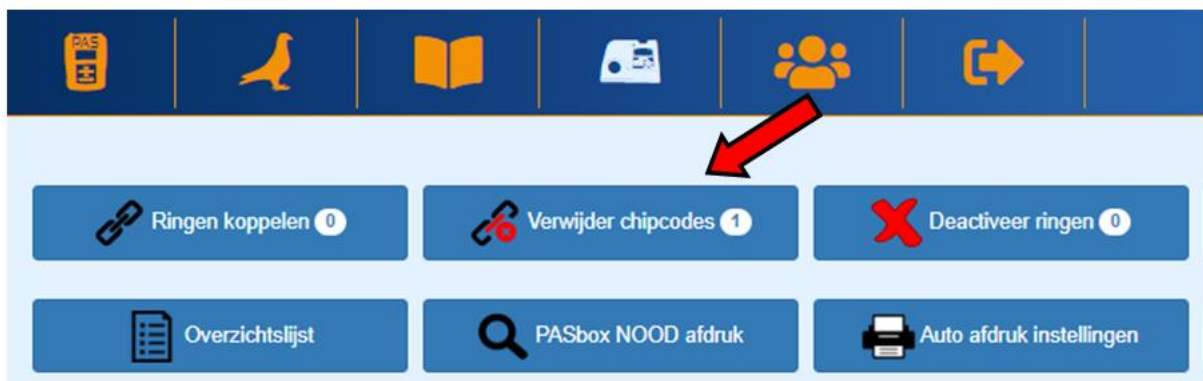 PAS
Ringen koppelen 0
Verwijder chipcodes 1
Deactiveer ringen 0
Overzichtslijst
PASbox NOOD afdruk
Auto afdruk instellingen